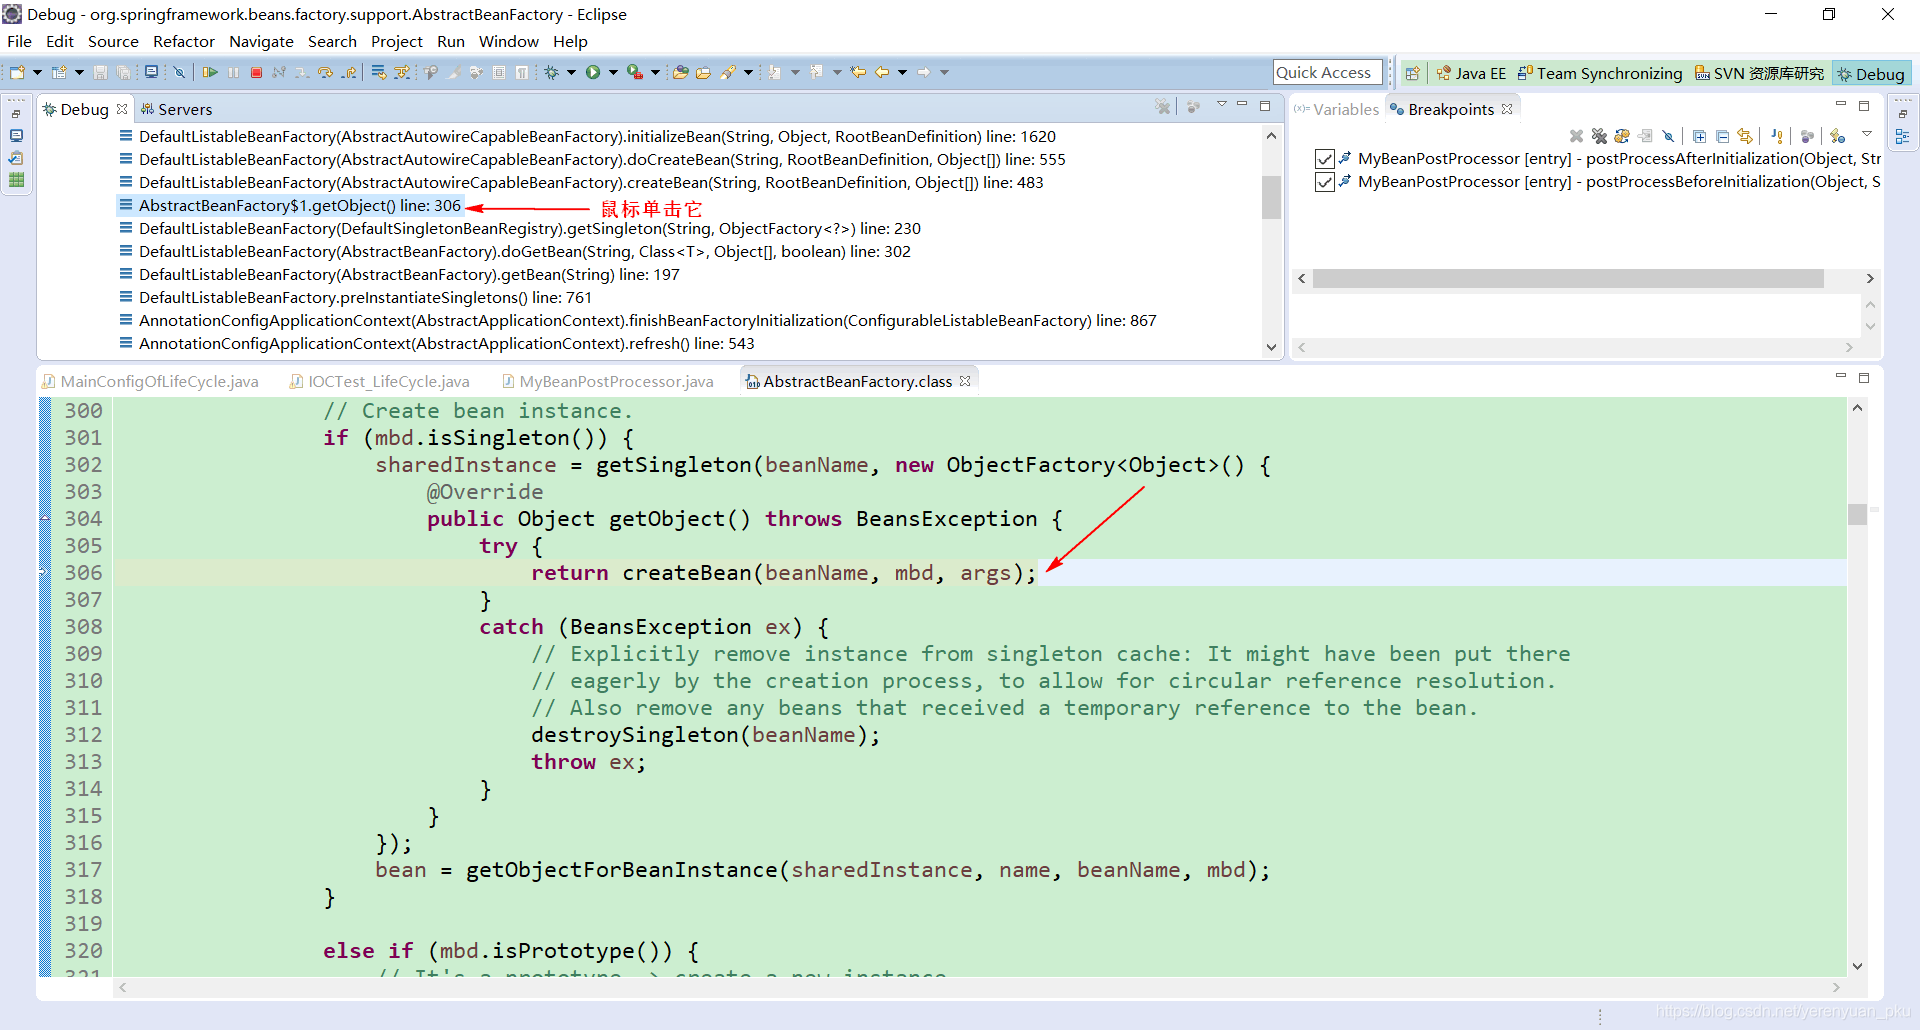 Debug - org.springframework.beans.factory.support.AbstractBeanFactory - Eclipse
File Edit Source Refactor Navigate Search Project Run Window Help
Quick Access
Java EE
Team Synchronizing
SVN 资源库研究
Debug
Debug
Servers
DefaultListableBeanFactory(AbstractAutowireCapableBeanFactory).initializeBean(String, Object, RootBeanDefinition) line: 1620
DefaultListableBeanFactory(AbstractAutowireCapableBeanFactory).doCreateBean(String, RootBeanDefinition, Object[]) line: 555
DefaultListableBeanFactory(AbstractAutowireCapableBeanFactory).createBean(String, RootBeanDefinition, Object[]) line: 483
AbstractBeanFactory$1.getObject() line: 306
鼠标单击它
DefaultListableBeanFactory(DefaultSingletonBeanRegistry).getSingleton(String, ObjectFactory<?>) line: 230
DefaultListableBeanFactory(AbstractBeanFactory).doGetBean(String, Class<T>, Object[], boolean) line: 302
DefaultListableBeanFactory(AbstractBeanFactory).getBean(String) line: 197
DefaultListableBeanFactory.preInstantiateSingletons() line: 761
AnnotationConfigApplicationContext(AbstractApplicationContext).finishBeanFactoryInitialization(ConfigurableListableBeanFactory) line: 867
AnnotationConfigApplicationContext(AbstractApplicationContext).refresh() line: 543
(x)= Variables
Breakpoints
MyBeanPostProcessor [entry] - postProcessAfterInitialization(Object, Str
MyBeanPostProcessor [entry] - postProcessBeforeInitialization(Object, S
MainConfigOfLifeCycle.java
IOCTest_LifeCycle.java
MyBeanPostProcessor.java
AbstractBeanFactory.class
300 // Create bean instance.
301 if (mbd.isSingleton()) {
302 sharedInstance = getSingleton(beanName, new ObjectFactory<Object>() {
303 @Override
304 public Object getObject() throws BeansException {
305 try {
306 return createBean(beanName, mbd, args);
307 }
308 catch (BeansException ex) {
309 // Explicitly remove instance from singleton cache: It might have been put there
310 // eagerly by the creation process, to allow for circular reference resolution.
311 // Also remove any beans that received a temporary reference to the bean.
312 destroySingleton(beanName);
313 throw ex;
314 }
315 }
316 });
317 bean = getObjectForBeanInstance(sharedInstance, name, beanName, mbd);
318 }
319
320 else if (mbd.isPrototype()) {
321 // It's a prototype -> create a new instance
https://blog.csdn.net/yerenyuan_pku